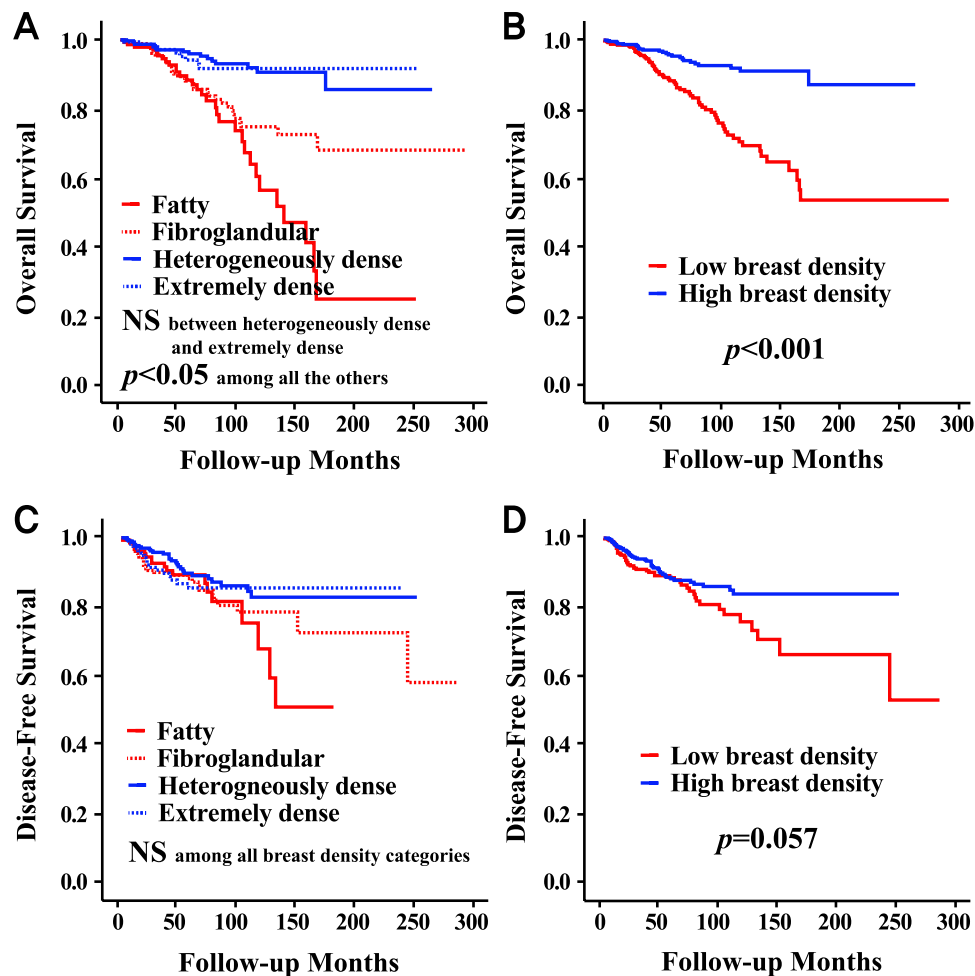 A
1.0
0.8
0.6
0.4
0.2
0.0
Overall Survival
Fatty
Fibroglandular
Heterogeneously dense
Extremely dense
NS between heterogeneously dense
and extremely dense
p<0.05 among all the others
0 50 100 150 200 250 300
Follow-up Months
B
1.0
0.8
0.6
0.4
0.2
0.0
Overall Survival
Low breast density
High breast density
p<0.001
0 50 100 150 200 250 300
Follow-up Months
C
1.0
0.8
0.6
0.4
0.2
0.0
Disease-Free Survival
Fatty
Fibroglandular
Heterogneously dense
Extremely dense
NS among all breast density categories
0 50 100 150 200 250 300
Follow-up Months
D
1.0
0.8
0.6
0.4
0.2
0.0
Disease-Free Survival
Low breast density
High breast density
p=0.057
0 50 100 150 200 250 300
Follow-up Months